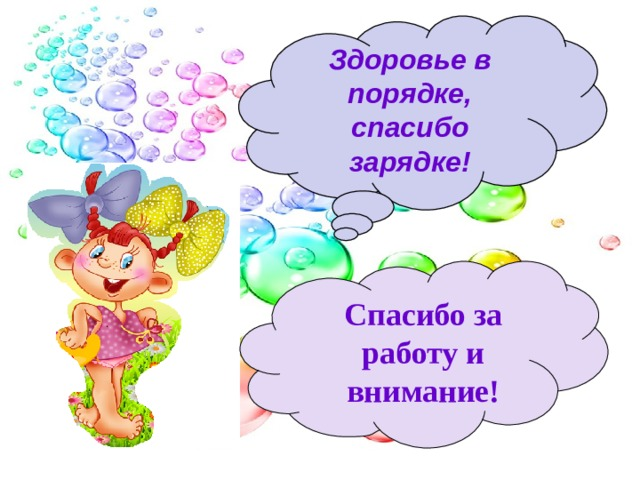 Здоровье в
порядке,
спасибо
зарядке!
Спасибо за
работу и
внимание!